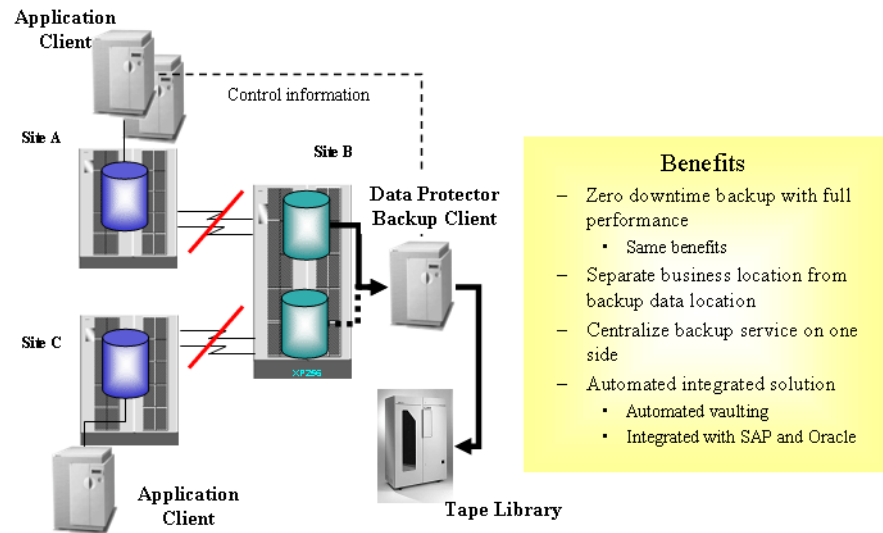 Application
Client
Control information
Site A
Site B
Data Protector
Backup Client
Site C
XP256
Application
Client
Tape Library
Benefits
– Zero downtime backup with full
performance
• Same benefits
– Separate business location from
backup data location
– Centralize backup service on one
side
– Automated integrated solution
• Automated vaulting
• Integrated with SAP and Oracle